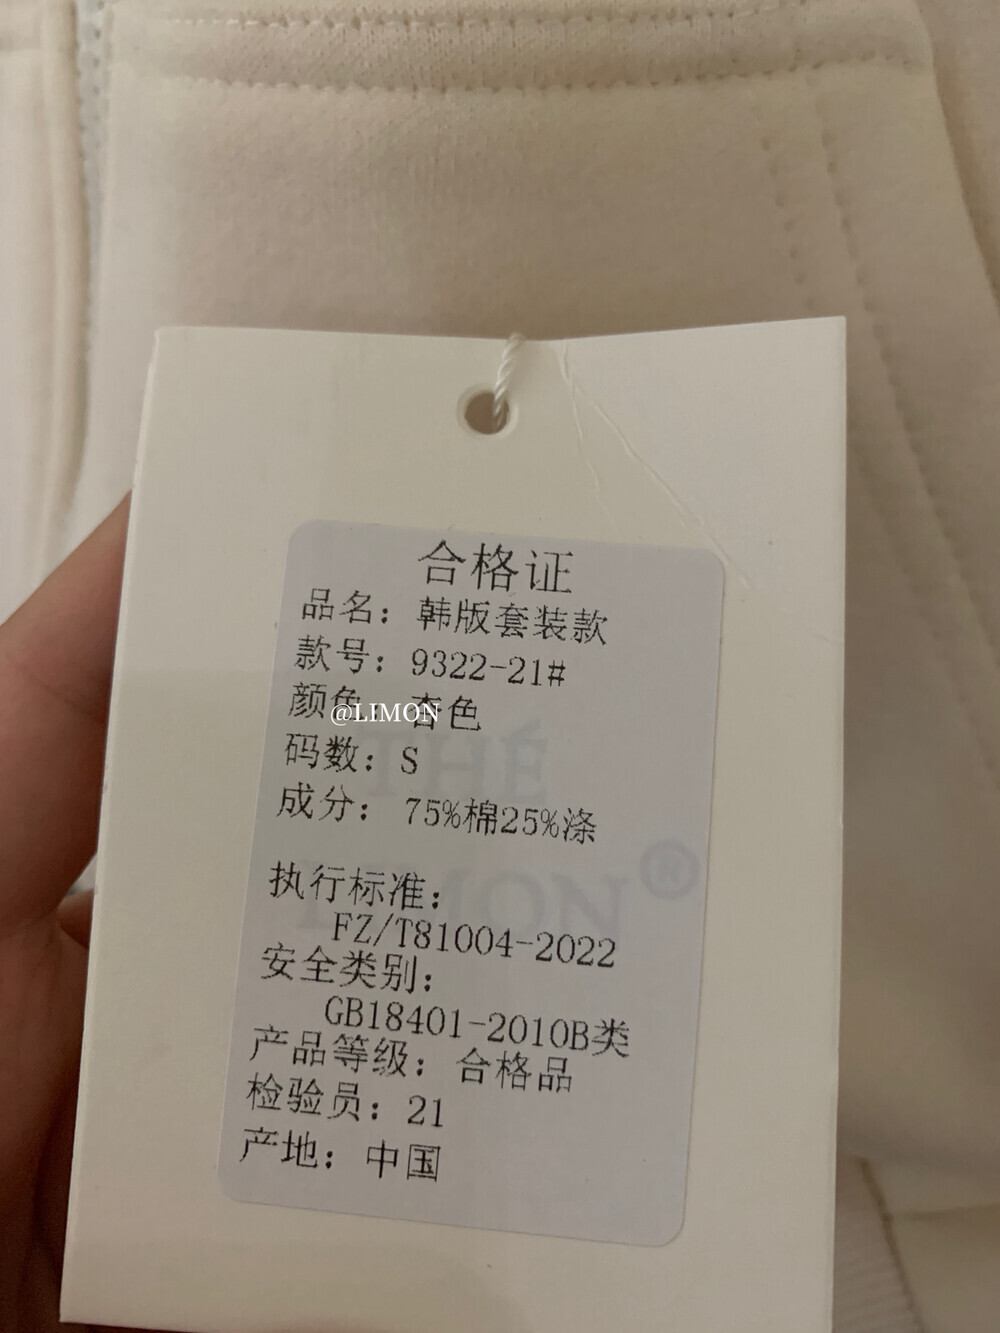 合格证
品名：韩版套装款
款号：9322-21#
颜色：杏色
@LIMON
码数：S
THÉ
成分：75%棉25%涤
LIMON®
执行标准：
FZ/T81004-2022
安全类别：
GB18401-2010B类
产品等级：合格品
检验员：21
产地：中国